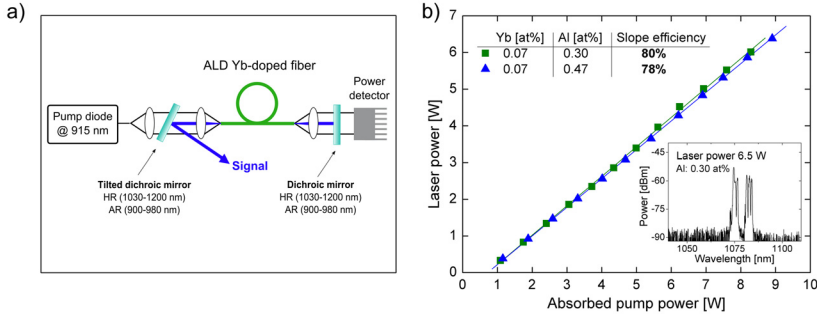 a)
ALD Yb-doped fiber
Power
detector
Pump diode
@ 915 nm
Signal
Tilted dichroic mirror
HR (1030-1200 nm)
AR (900-980 nm)
Dichroic mirror
HR (1030-1200 nm)
AR (900-980 nm)
b)
Laser power [W]
7
6
5
4
3
2
1
0
Yb [at%] Al [at%] Slope efficiency
0.07 0.30 80%
0.07 0.47 78%
Laser power 6.5 W
Al: 0.30 at%
Power [dBm]
-45
-60
-75
-90
1050 1075 1100
Wavelength [nm]
0 1 2 3 4 5 6 7 8 9 10
Absorbed pump power [W]